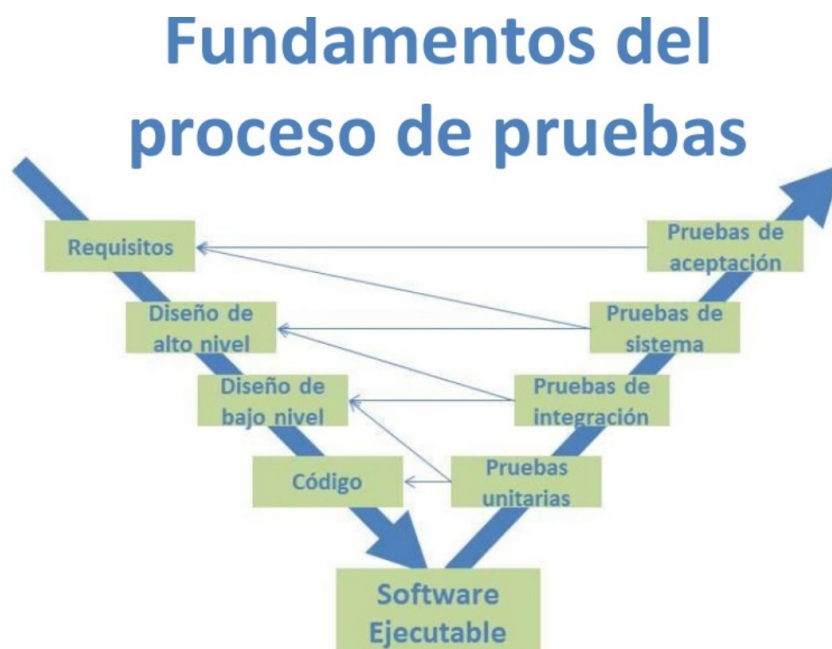 Fundamentos del
proceso de pruebas
Requisitos
Pruebas de
aceptación
Diseño de
alto nivel
Pruebas de
sistema
Diseño de
bajo nivel
Pruebas de
integración
Código
Pruebas
unitarias
Software
Ejecutable